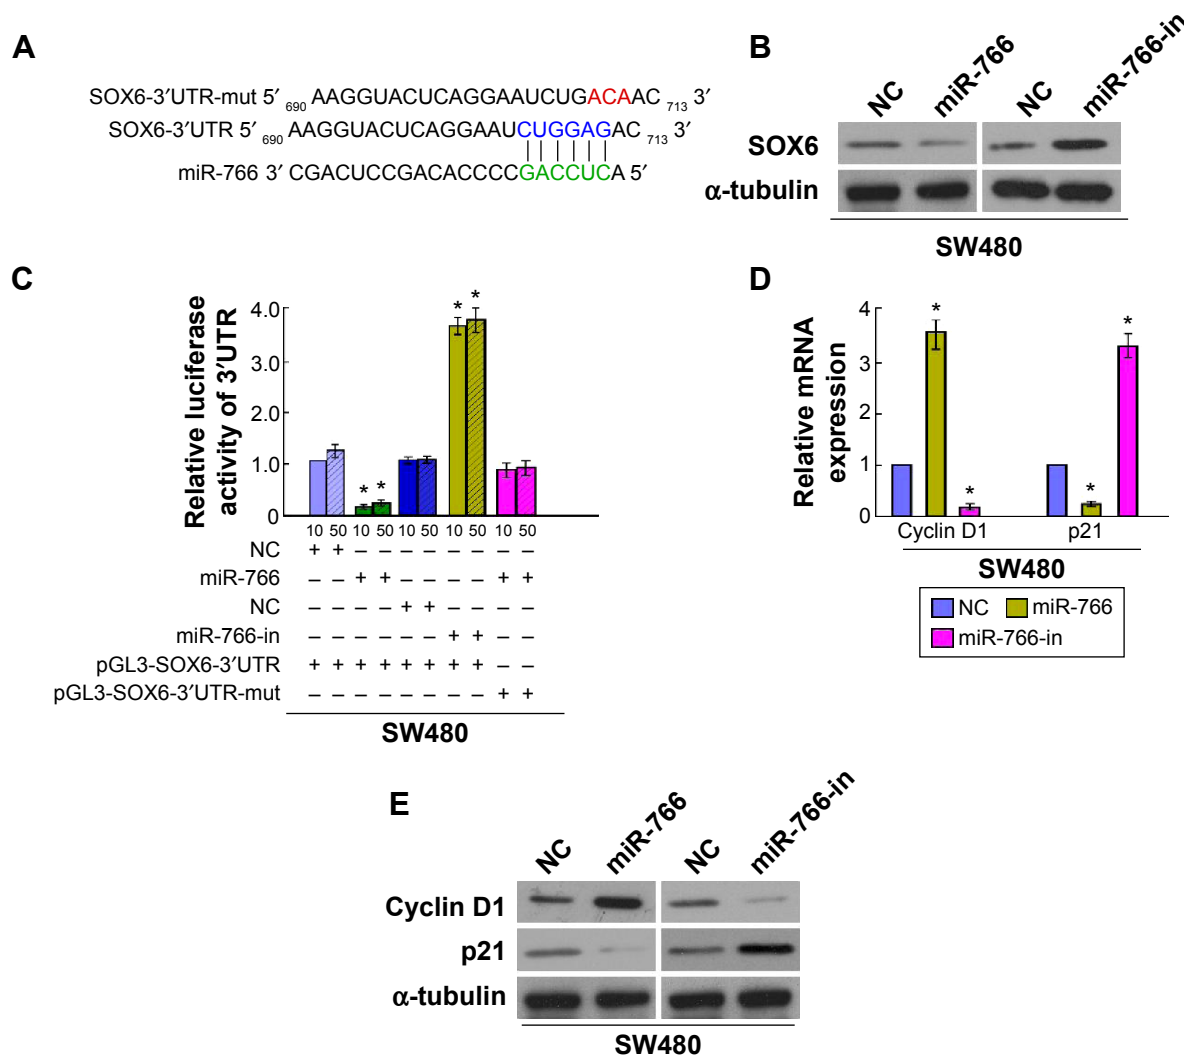 A
SOX6-3′UTR-mut 5′ 690 AAGGUACUCAGGAAUCUGACAAC 713 3′
SOX6-3′UTR 5′ 690 AAGGUACUCAGGAAUCUGGAGAC 713 3′
miR-766 3′ CGACUCCGACACCCCGACCUCA 5′
B
NC miR-766 NC miR-766-in
SOX6
α-tubulin
SW480
C
Relative luciferase
activity of 3′UTR
4.0
3.0
2.0
1.0
0
* * * *
10 50 10 50 10 50 10 50 10 50
NC + + – – – – – – – –
miR-766 – – + + – – – – + +
NC – – – – + + – – – –
miR-766-in – – – – – – + + – –
pGL3-SOX6-3′UTR + + + + + + + + – –
pGL3-SOX6-3′UTR-mut – – – – – – – – + +
SW480
D
Relative mRNA
expression
4
3
2
1
0
* * * *
Cyclin D1 p21
SW480
NC miR-766
miR-766-in
E
NC miR-766 NC miR-766-in
Cyclin D1
p21
α-tubulin
SW480